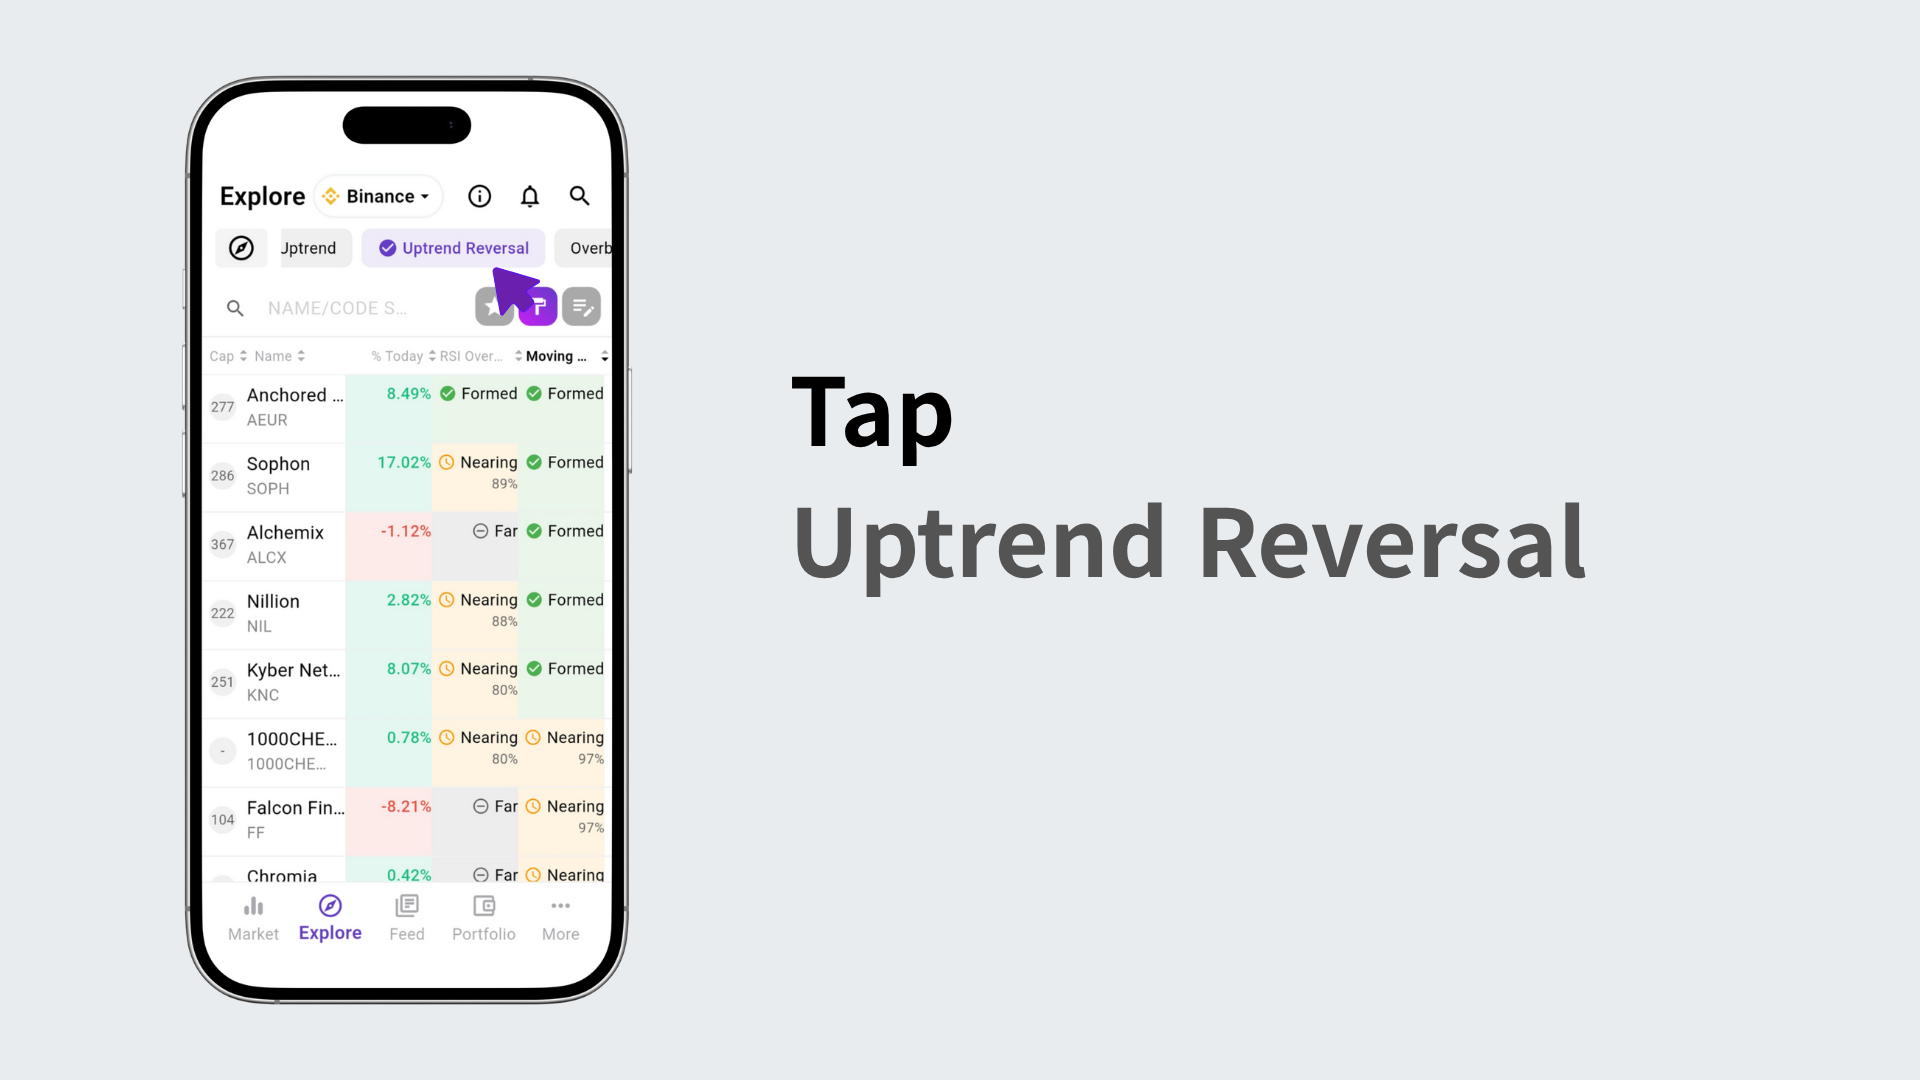 Explore Binance
Uptrend Uptrend Reversal Overb
NAME/CODE S...
Cap Name % Today RSI Over... Moving ...
277 Anchored ... 8.49% Formed Formed
AEUR
286 Sophon 17.02% Nearing Formed
SOPH 89%
367 Alchemix -1.12% Far Formed
ALCX
222 Nillion 2.82% Nearing Formed
NIL 88%
251 Kyber Net... 8.07% Nearing Formed
KNC 80%
- 1000CHE... 0.78% Nearing Nearing
1000CHE... 80% 97%
104 Falcon Fin... -8.21% Far Nearing
FF 97%
Chromia 0.42% Far Nearing
Market Explore Feed Portfolio More
Tap
Uptrend Reversal